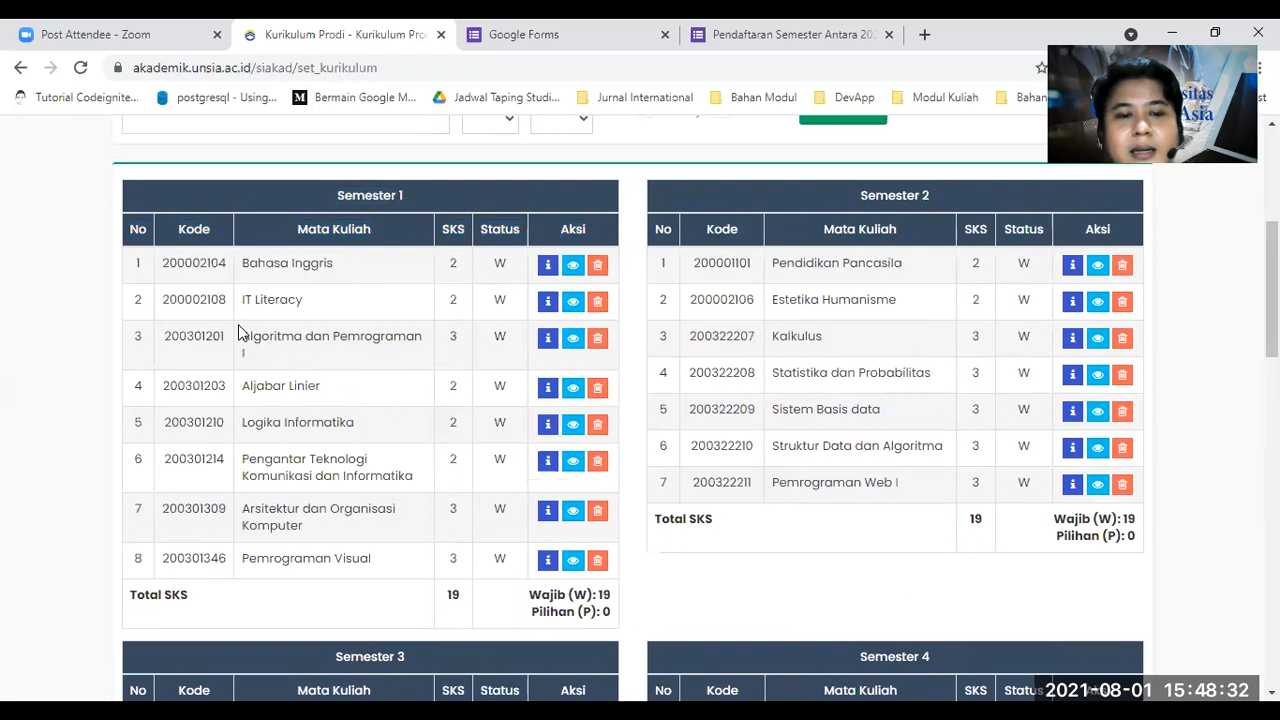 Post Attendee - Zoom
Kurikulum Prodi - Kurikulum Pro
Google Forms
Pendaftaran Semester Antara 20
akademik.unsia.ac.id/siakad/set_kurikulum
Tutorial Codeignite...
postgresql - Using...
Bermain Google M...
Jadwal Taping Studi...
Jurnal International
Bahan Modul
DevApp
Modul Kuliah
Bahan
st
sitas
Asia
Semester 1
No Kode Mata Kuliah SKS Status Aksi
1 200002104 Bahasa Inggris 2 W
2 200002108 IT Literacy 2 W
3 200301201 Algoritma dan Pemrograman 3 W
I
4 200301203 Aljabar Linier 2 W
5 200301210 Logika Informatika 2 W
6 200301214 Pengantar Teknologi 2 W
Komunikasi dan Informatika
7 200301309 Arsitektur dan Organisasi 3 W
Komputer
8 200301346 Pemrograman Visual 3 W
Total SKS 19 Wajib (W): 19
Pilihan (P): 0
Semester 2
No Kode Mata Kuliah SKS Status Aksi
1 200001101 Pendidikan Pancasila 2 W
2 200002106 Estetika Humanisme 2 W
3 200322207 Kalkulus 3 W
4 200322208 Statistika dan Probabilitas 3 W
5 200322209 Sistem Basis data 3 W
6 200322210 Struktur Data dan Algoritma 3 W
7 200322211 Pemrograman Web I 3 W
Total SKS 19 Wajib (W): 19
Pilihan (P): 0
Semester 3
No Kode Mata Kuliah SKS Status Aksi
Semester 4
No Kode Mata Kuliah SKS Status
2021-08-01 15:48:32